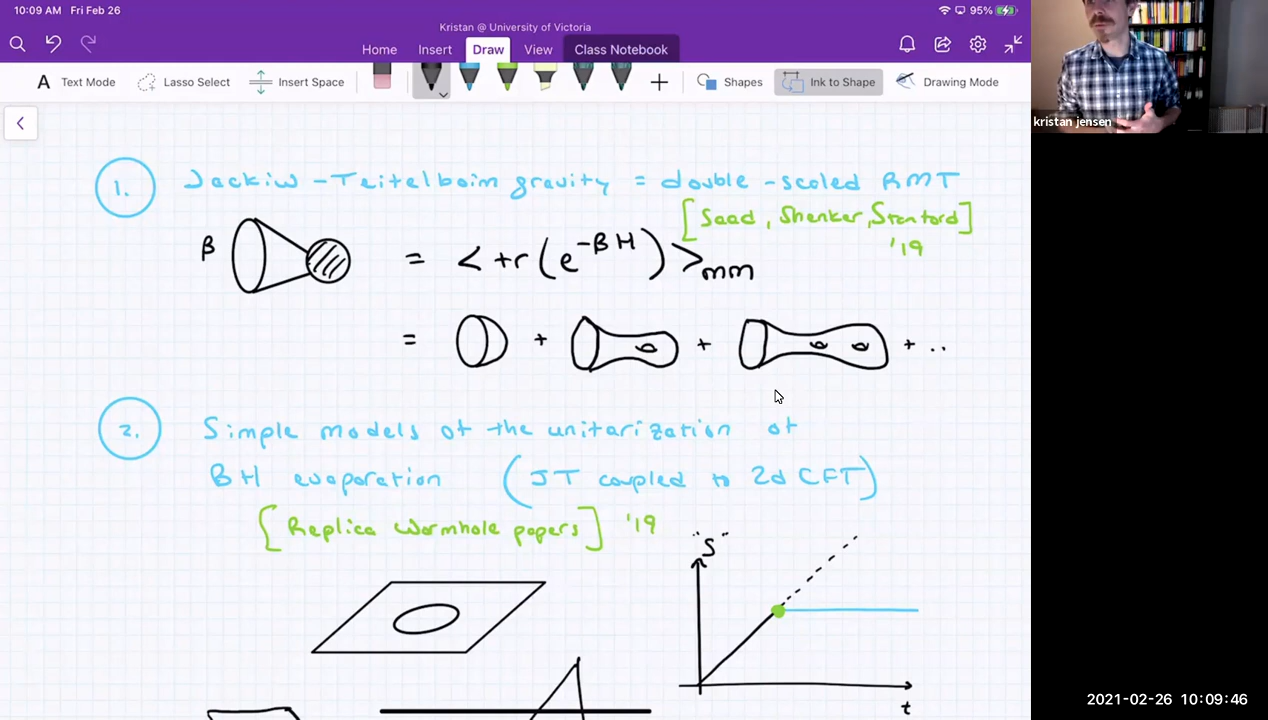 10:09 AM Fri Feb 26
95%
Kristan @ University of Victoria
Home Insert Draw View Class Notebook
A Text Mode Lasso Select Insert Space Shapes Ink to Shape Drawing Mode
kristan jensen
1. Jackiw-Teitelboim gravity = double-scaled RMT
[Saad, Shenker, Stanford]
'19
β = <tr(e^{-βH})>_{mm}
= + + + ..
2. Simple models of the unitarization of
BH evaporation (JT coupled to 2d CFT)
[Replica Wormhole papers] '19
"S"
t
2021-02-26 10:09:46